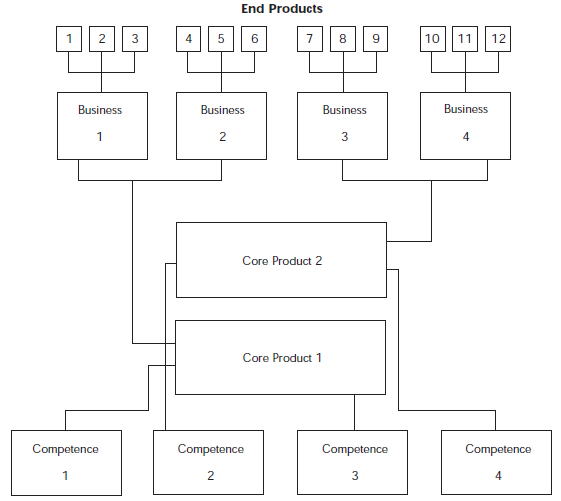 End Products
1 2 3 4 5 6 7 8 9 10 11 12
Business Business Business Business
1 2 3 4
Core Product 2
Core Product 1
Competence Competence Competence Competence
1 2 3 4